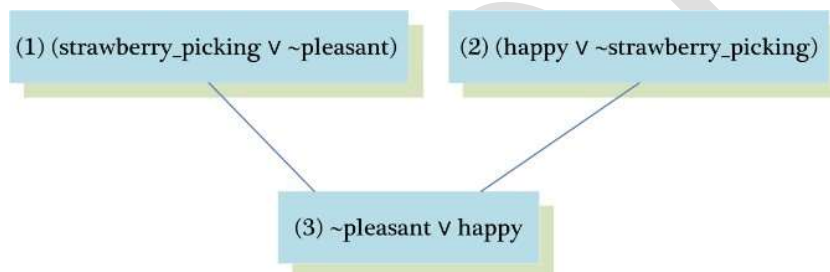 (1) (strawberry_picking ∨ ~pleasant)
(2) (happy ∨ ~strawberry_picking)
(3) ~pleasant ∨ happy